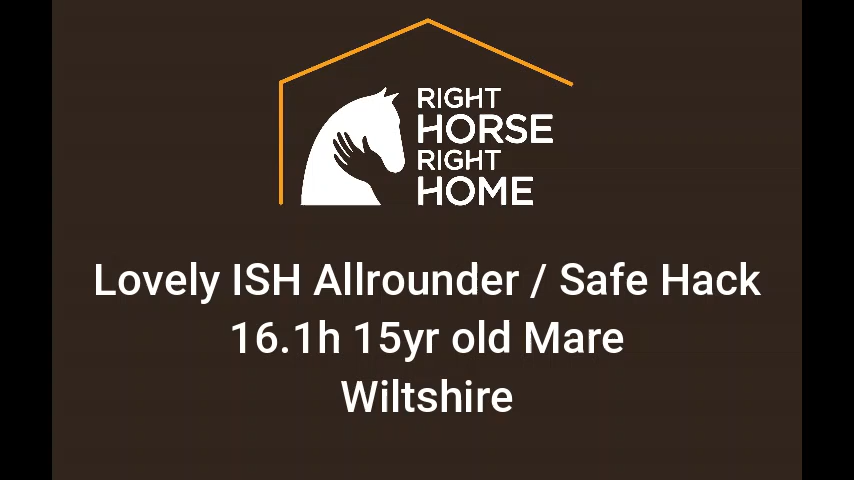 RIGHT
HORSE
RIGHT
HOME
Lovely ISH Allrounder / Safe Hack
16.1h 15yr old Mare
Wiltshire